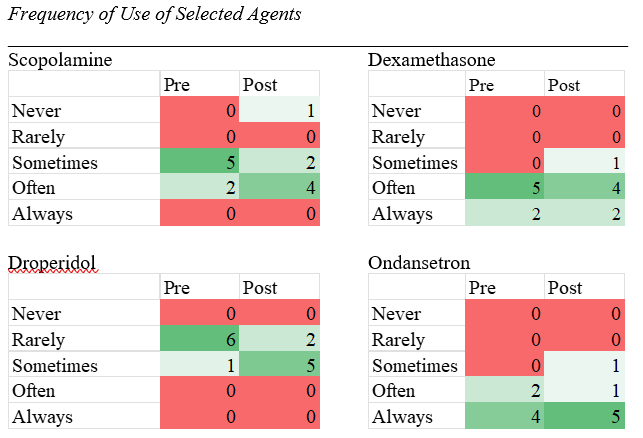 Frequency of Use of Selected Agents
Scopolamine
Pre Post
Never 0 1
Rarely 0 0
Sometimes 5 2
Often 2 4
Always 0 0
Dexamethasone
Pre Post
Never 0 0
Rarely 0 0
Sometimes 0 1
Often 5 4
Always 2 2
Droperidol
Pre Post
Never 0 0
Rarely 6 2
Sometimes 1 5
Often 0 0
Always 0 0
Ondansetron
Pre Post
Never 0 0
Rarely 0 0
Sometimes 0 1
Often 2 1
Always 4 5